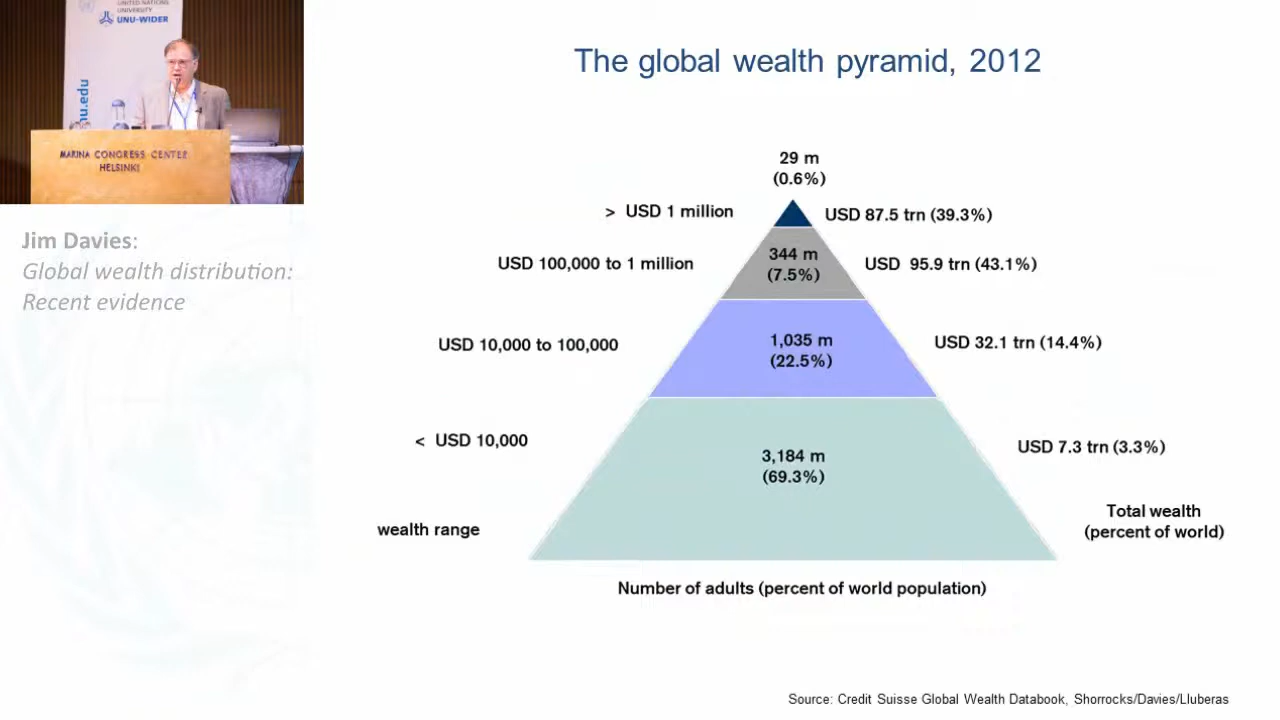 UNITED NATIONS
UNIVERSITY
UNU-WIDER
nu.edu
MARINA CONGRESS CENTER
HELSINKI
Jim Davies:
Global wealth distribution:
Recent evidence
The global wealth pyramid, 2012
29 m
(0.6%)
> USD 1 million
USD 87.5 trn (39.3%)
USD 100,000 to 1 million
344 m
(7.5%)
USD 95.9 trn (43.1%)
USD 10,000 to 100,000
1,035 m
(22.5%)
USD 32.1 trn (14.4%)
< USD 10,000
3,184 m
(69.3%)
USD 7.3 trn (3.3%)
wealth range
Total wealth
(percent of world)
Number of adults (percent of world population)
Source: Credit Suisse Global Wealth Databook, Shorrocks/Davies/Lluberas